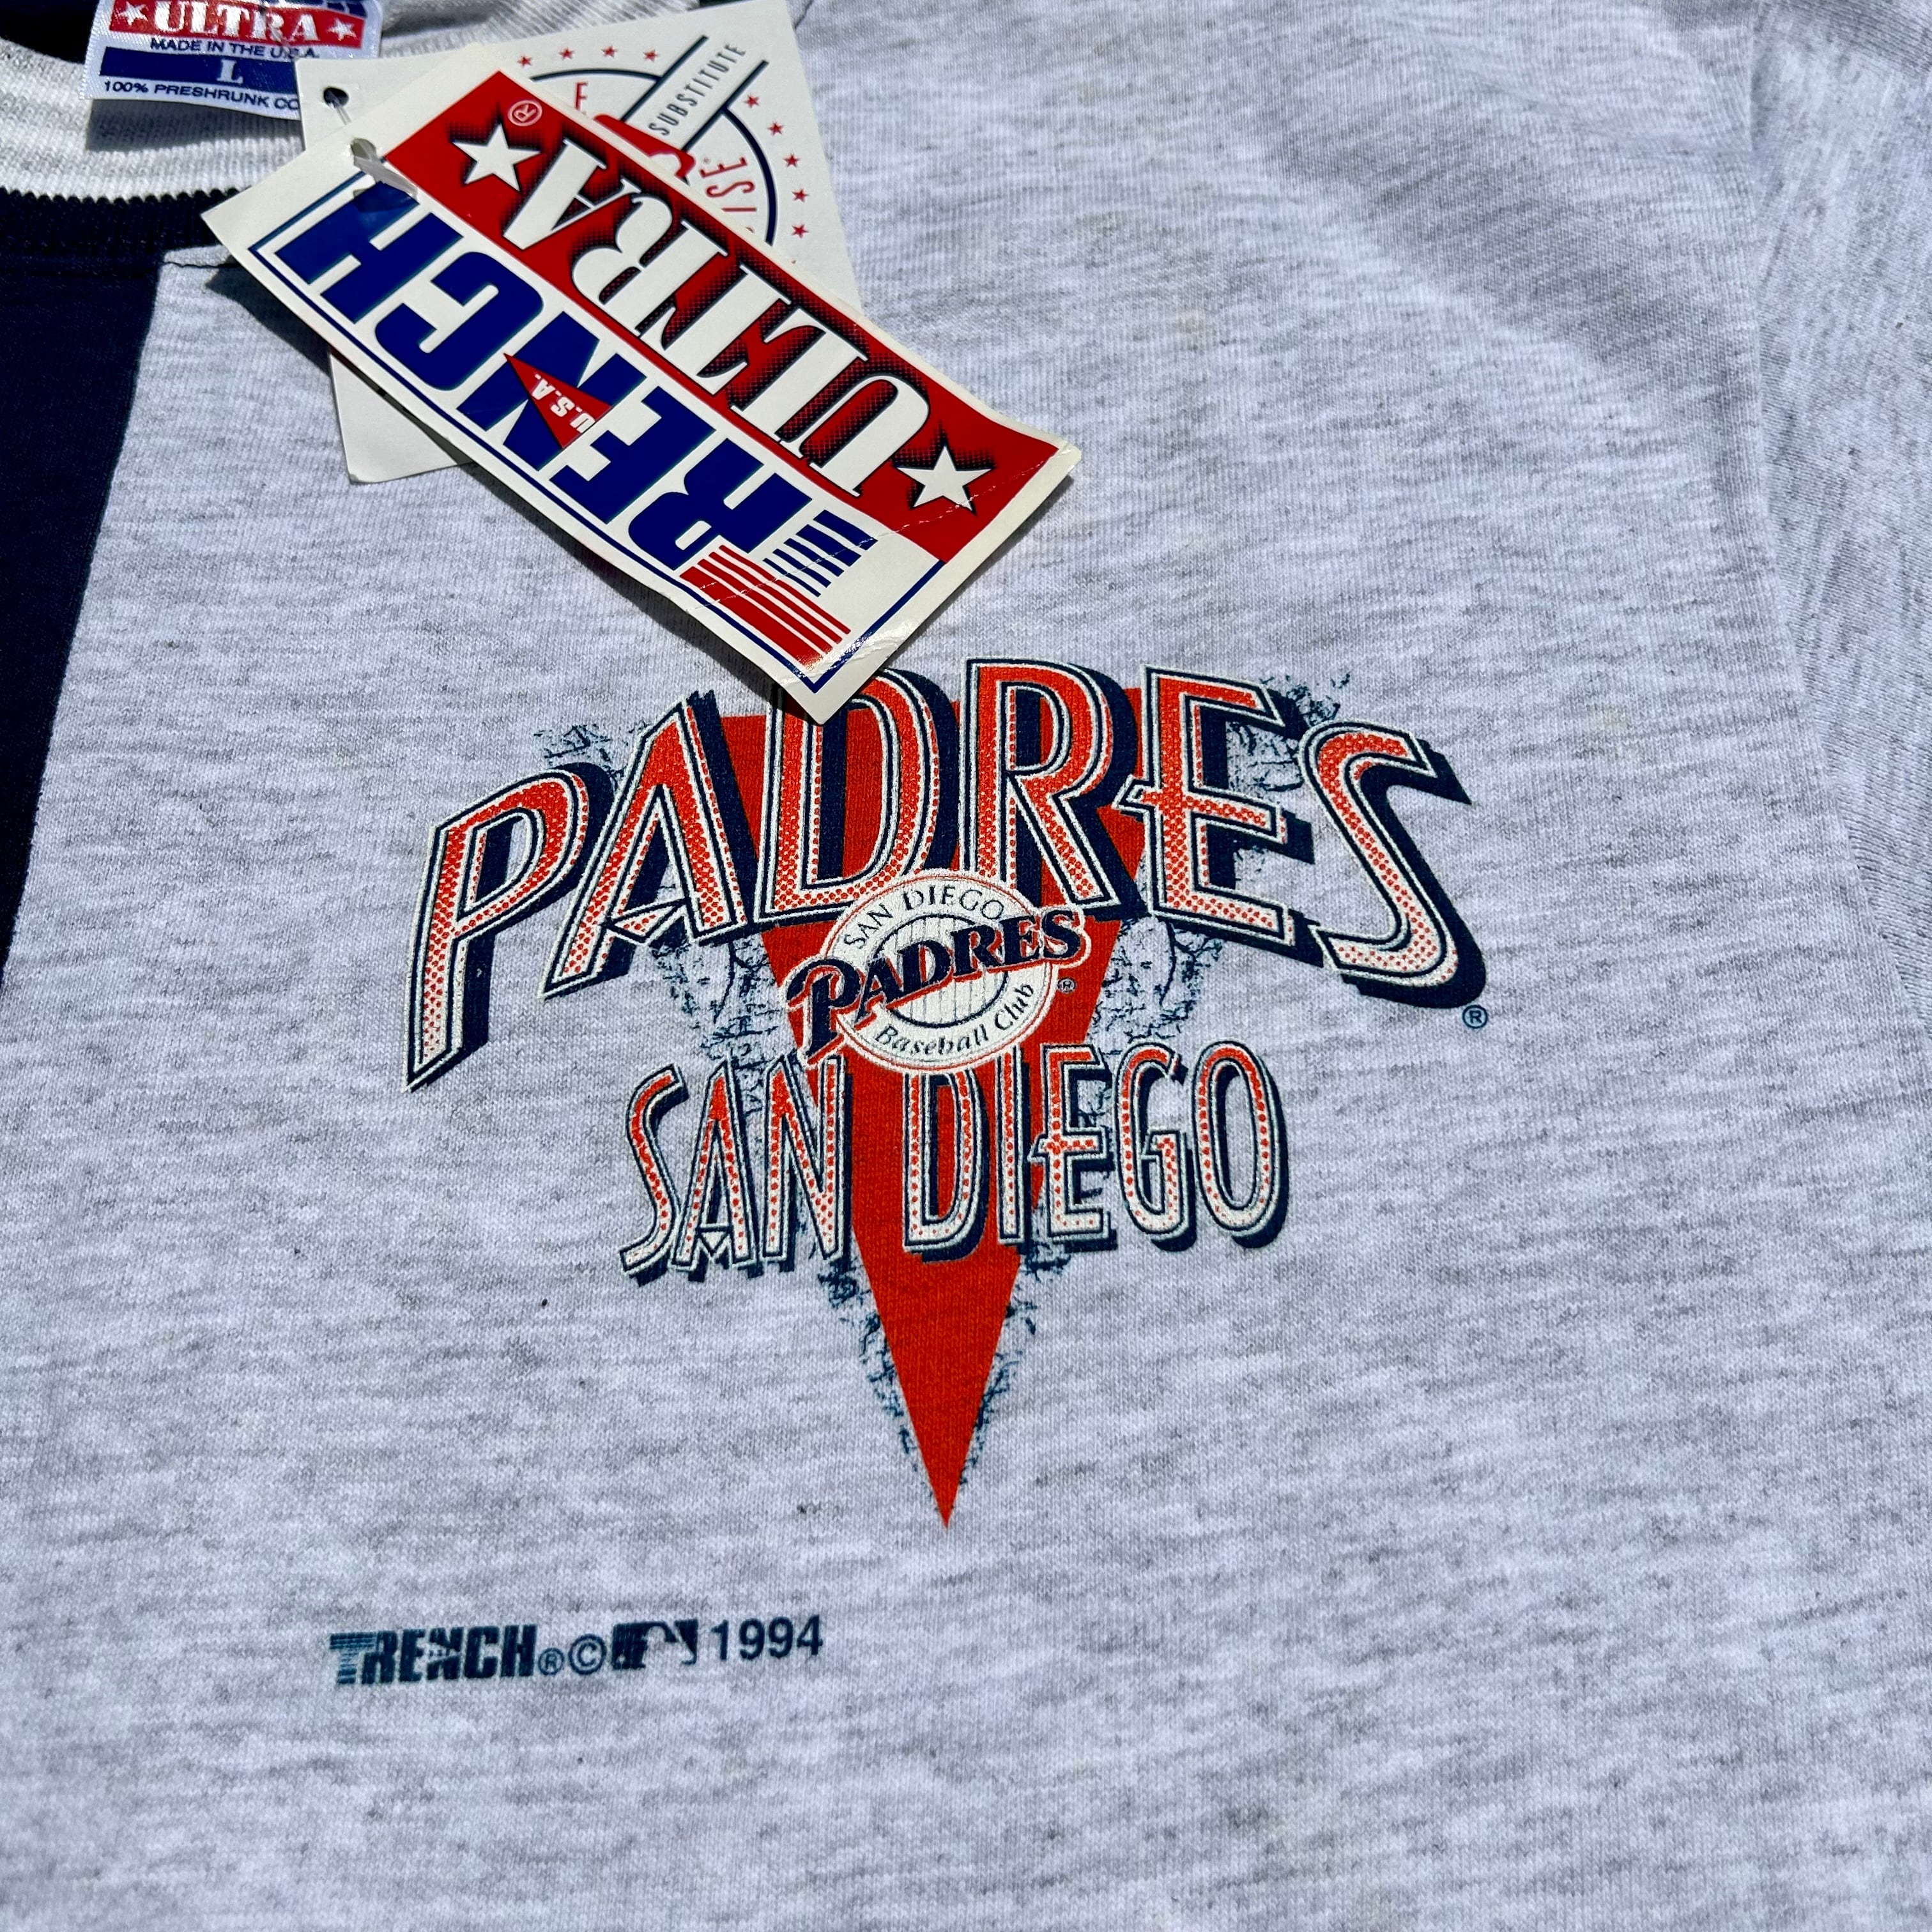 ULTRA
MADE IN THE U.S.A.
L
100% PRESHRUNK CO
SUBSTITUTE
ULTRA®
TRENCH
U.S.A.
PADRES®
SAN DIEGO
PADRES®
Baseball Club
SAN DIEGO
TRENCH®© 1994